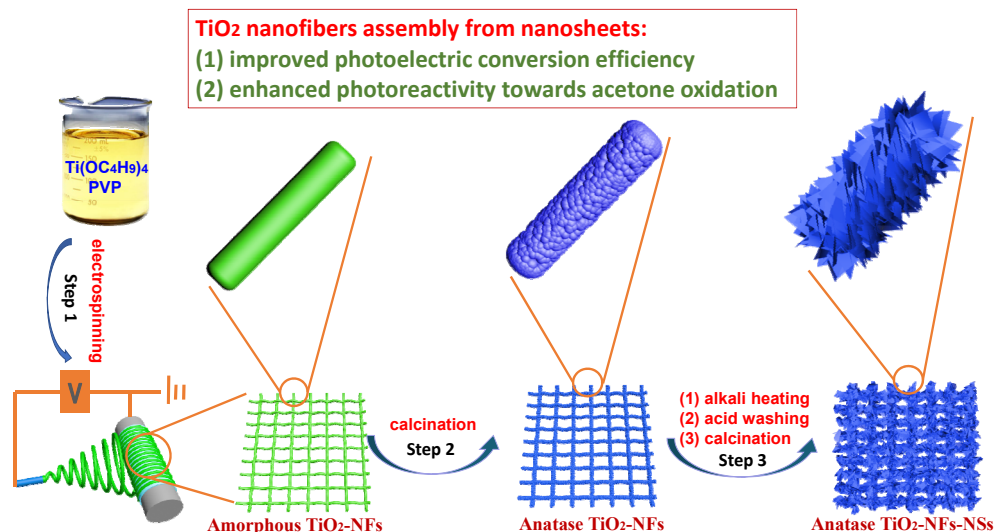 TiO2 nanofibers assembly from nanosheets:
(1) improved photoelectric conversion efficiency
(2) enhanced photoreactivity towards acetone oxidation
Ti(OC4H9)4
PVP
150
50
electrospinning
Step 1
V
calcination
Step 2
(1) alkali heating
(2) acid washing
(3) calcination
Step 3
Amorphous TiO2-NFs
Anatase TiO2-NFs
Anatase TiO2-NFs-NSs